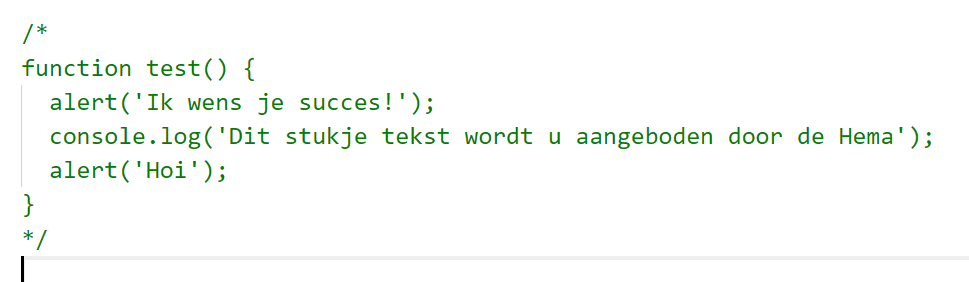 /*
function test() {
  alert('Ik wens je succes!');
  console.log('Dit stukje tekst wordt u aangeboden door de Hema');
  alert('Hoi');
}
*/